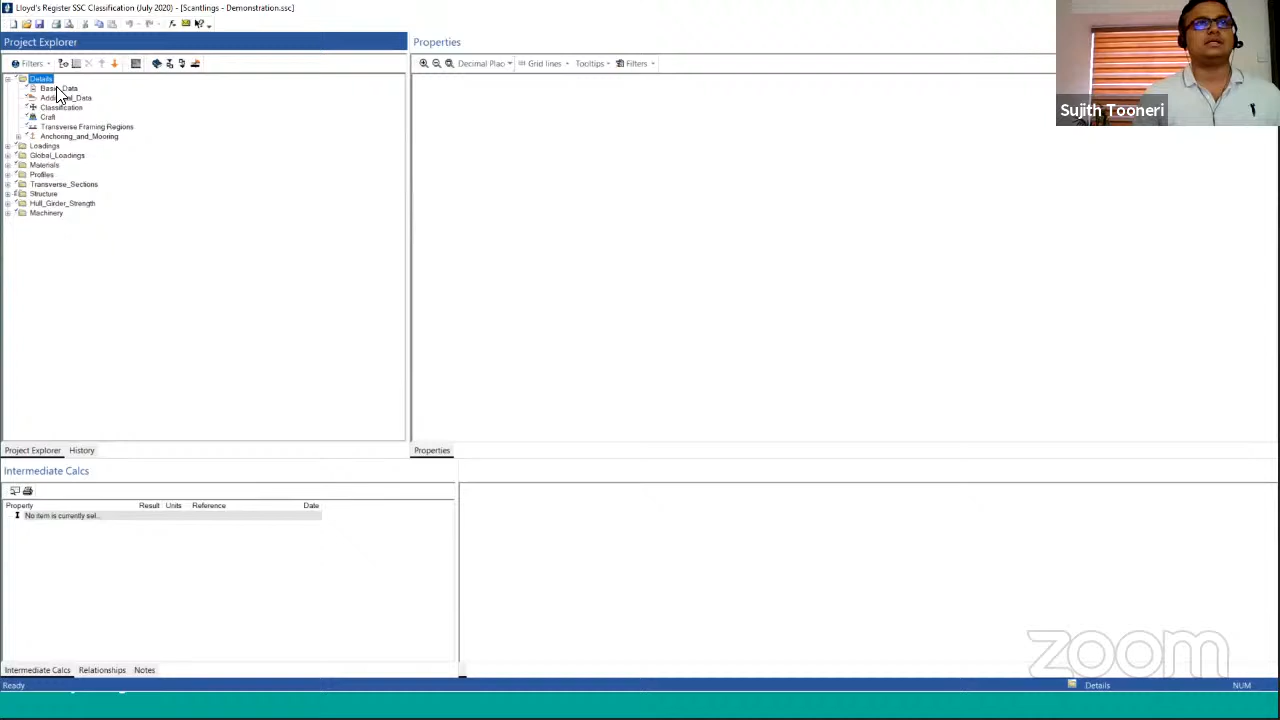 Lloyd's Register SSC Classification (July 2020) - [Scantlings - Demonstration.ssc]
Project Explorer
Properties
Filters
Decimal Plac
Grid lines
Tooltips
Filters
Details
Basic_Data
Additional_Data
Classification
Craft
Transverse Framing Regions
Anchoring_and_Mooring
Loadings
Global_Loadings
Materials
Profiles
Transverse_Sections
Structure
Hull_Girder_Strength
Machinery
Sujith Tooneri
Project Explorer History
Properties
Intermediate Calcs
Property Result Units Reference Date
No item is currently sel...
zoom
Intermediate Calcs Relationships Notes
Ready Details NUM